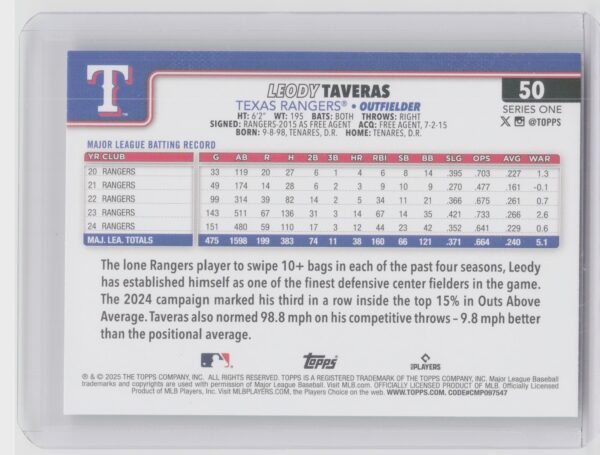 T
LEODY TAVERAS
50
TEXAS RANGERS® • OUTFIELDER
SERIES ONE
HT: 6'2" WT: 195 BATS: BOTH THROWS: RIGHT
X @TOPPS
SIGNED: RANGERS-2015 AS FREE AGENT ACQ: FREE AGENT, 7-2-15
BORN: 9-8-98, TENARES, D.R. HOME: TENARES, D.R.
MAJOR LEAGUE BATTING RECORD
YR CLUB G AB R H 2B 3B HR RBI SB BB SLG OPS AVG WAR
20 RANGERS 33 119 20 27 6 1 4 6 8 14 .395 .703 .227 1.3
21 RANGERS 49 174 14 28 6 2 3 9 10 9 .270 .477 .161 -0.1
22 RANGERS 99 314 39 82 14 2 5 34 11 21 .366 .675 .261 0.7
23 RANGERS 143 511 67 136 31 3 14 67 14 35 .421 .733 .266 2.6
24 RANGERS 151 480 59 110 17 3 12 44 23 42 .352 .641 .229 0.6
MAJ. LEA. TOTALS 475 1598 199 383 74 11 38 160 66 121 .371 .664 .240 5.1
The lone Rangers player to swipe 10+ bags in each of the past four seasons, Leody
has established himself as one of the finest defensive center fielders in the game.
The 2024 campaign marked his third in a row inside the top 15% in Outs Above
Average. Taveras also normed 98.8 mph on his competitive throws – 9.8 mph better
than the positional average.
Topps
PLAYERS
® & © 2025 THE TOPPS COMPANY, INC. ALL RIGHTS RESERVED. TOPPS IS A REGISTERED TRADEMARK OF THE TOPPS COMPANY, INC. Major League Baseball
trademarks and copyrights are used with permission of Major League Baseball. Visit MLB.com. OFFICIALLY LICENSED PRODUCT OF MLB PLAYERS, INC. Officially Licensed
Product of MLB Players, Inc. Visit MLBPLAYERS.COM, the Players Choice on the web. WWW.TOPPS.COM. CODE#CMP097547